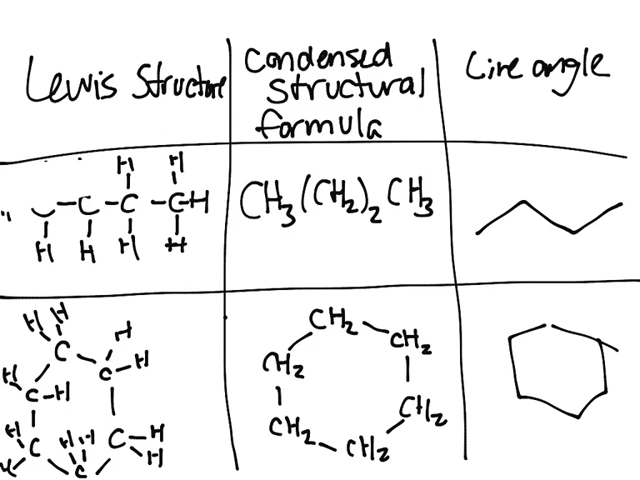 Lewis Structure
Condensed
structural
formula
Line angle
H H
C - C - C - H
H H H H
CH3(CH2)2CH3
H H
H
C
C - H
H
C - H
H
C
H H
C
C - H
H
CH2
CH2
CH2
CH2
CH2
CH2